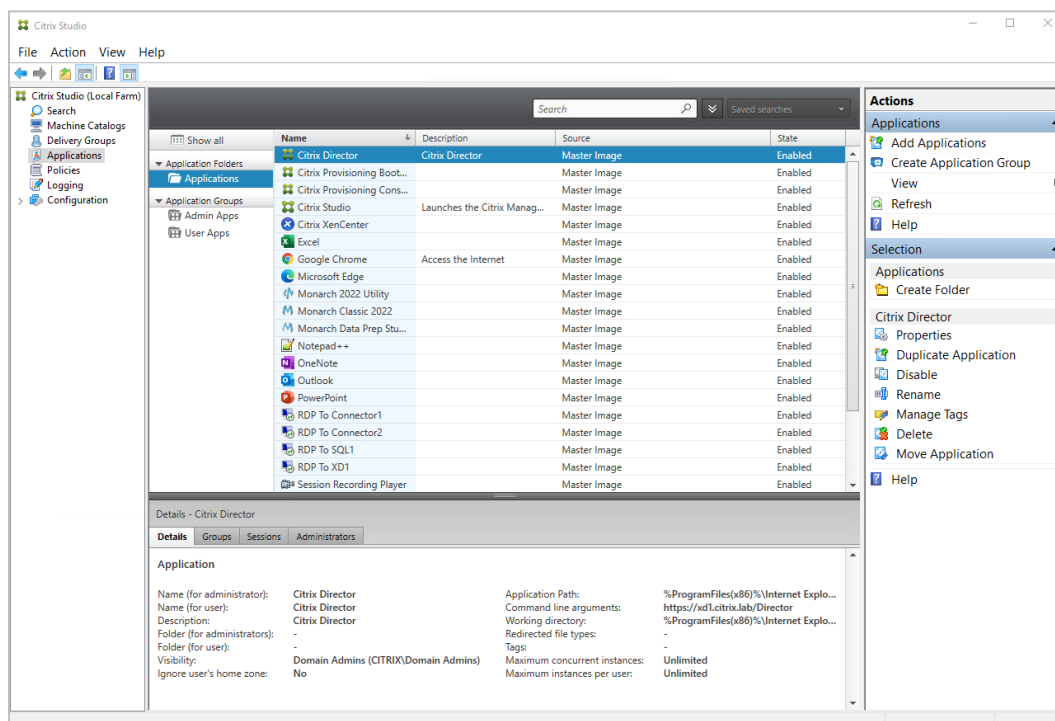 Citrix Studio
File Action View Help
Citrix Studio (Local Farm)
Search
Machine Catalogs
Delivery Groups
Applications
Policies
Logging
Configuration
Search
Saved searches
Show all
Application Folders
Applications
Application Groups
Admin Apps
User Apps
Name Description Source State
Citrix Director Citrix Director Master Image Enabled
Citrix Provisioning Boot... Master Image Enabled
Citrix Provisioning Cons... Master Image Enabled
Citrix Studio Launches the Citrix Manag... Master Image Enabled
Citrix XenCenter Master Image Enabled
Excel Master Image Enabled
Google Chrome Access the Internet Master Image Enabled
Microsoft Edge Master Image Enabled
Monarch 2022 Utility Master Image Enabled
Monarch Classic 2022 Master Image Enabled
Monarch Data Prep Stu... Master Image Enabled
Notepad++ Master Image Enabled
OneNote Master Image Enabled
Outlook Master Image Enabled
PowerPoint Master Image Enabled
RDP To Connector1 Master Image Enabled
RDP To Connector2 Master Image Enabled
RDP To SQL1 Master Image Enabled
RDP To XD1 Master Image Enabled
Session Recording Player Master Image Enabled
Details - Citrix Director
Details Groups Sessions Administrators
Application
Name (for administrator): Citrix Director
Name (for user): Citrix Director
Description: Citrix Director
Folder (for administrators): -
Folder (for user): -
Visibility: Domain Admins (CITRIX\Domain Admins)
Ignore user's home zone: No
Application Path: %ProgramFiles(x86)%\Internet Explo...
Command line arguments: https://xd1.citrix.lab/Director
Working directory: %ProgramFiles(x86)%\Internet Explo...
Redirected file types: -
Tags: -
Maximum concurrent instances: Unlimited
Maximum instances per user: Unlimited
Actions
Applications
Add Applications
Create Application Group
View
Refresh
Help
Selection
Applications
Create Folder
Citrix Director
Properties
Duplicate Application
Disable
Rename
Manage Tags
Delete
Move Application
Help